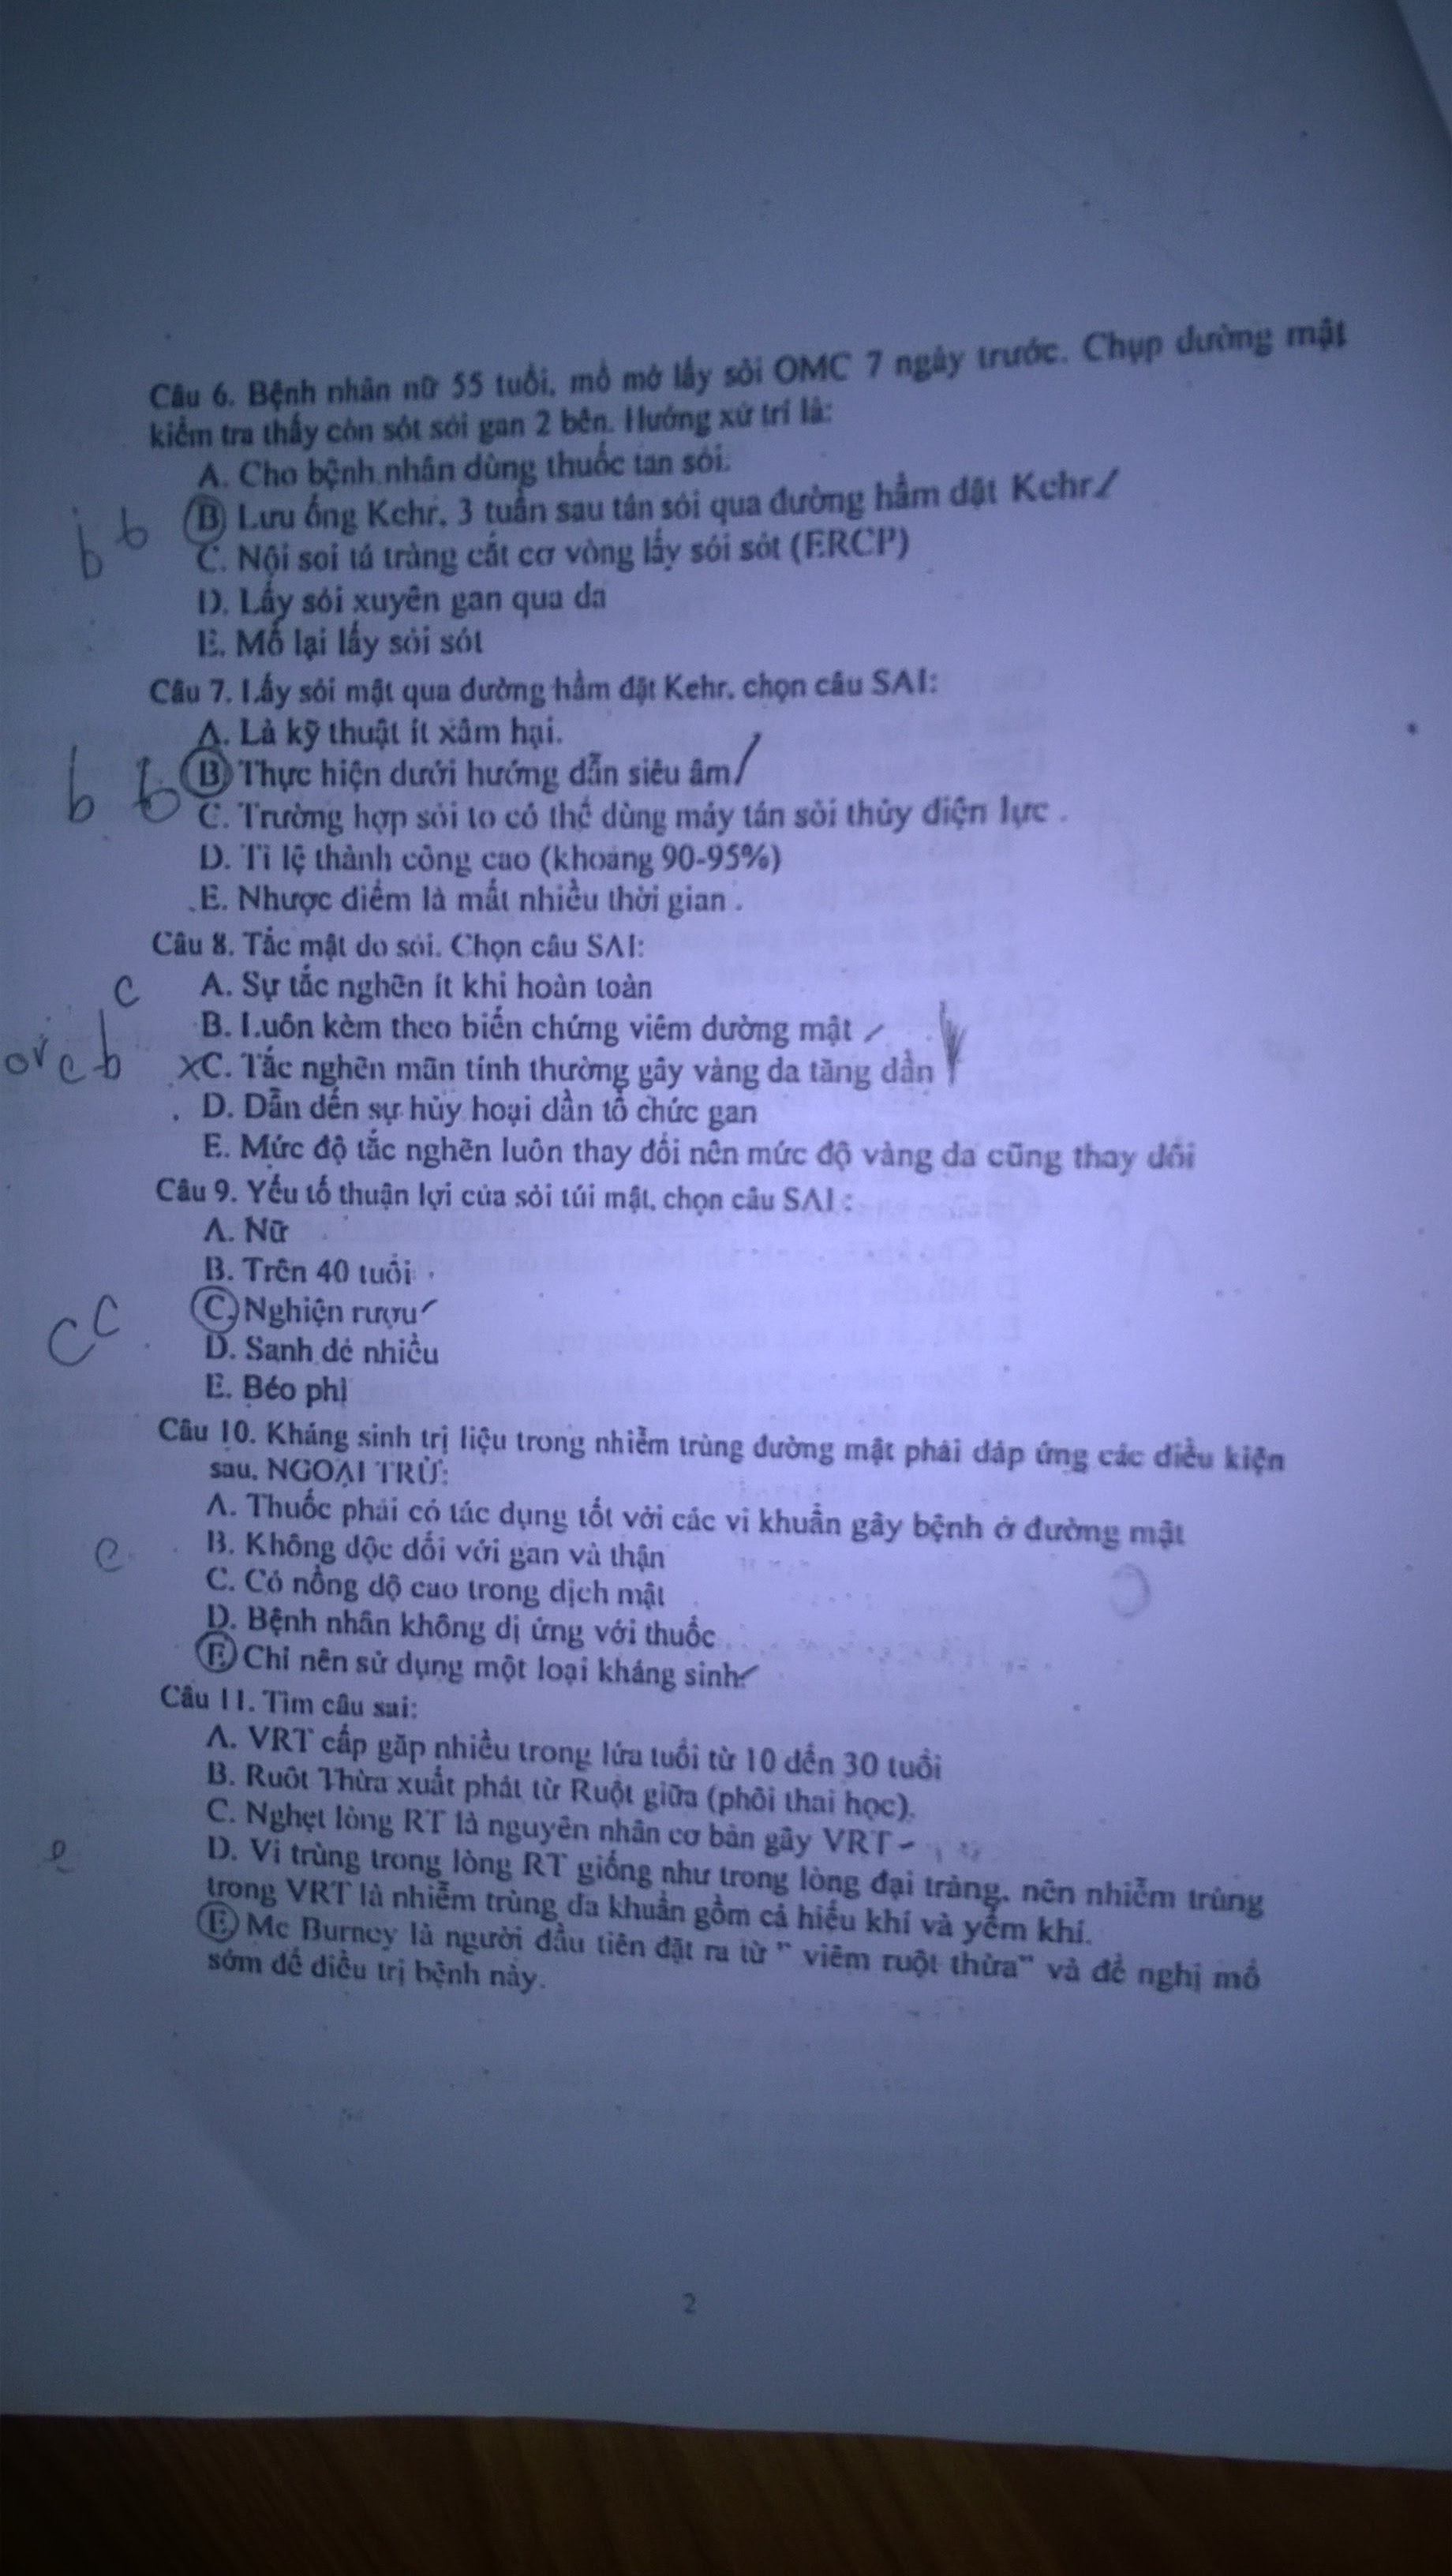 Câu 6. Bệnh nhân nữ 55 tuổi, mổ mở lấy sỏi OMC 7 ngày trước. Chụp đường mật
kiểm tra thấy còn sót sỏi gan 2 bên. Hướng xử trí là:
A. Cho bệnh nhân dùng thuốc tan sỏi.
b b B) Lưu ống Kehr, 3 tuần sau tán sỏi qua đường hầm đặt Kehr.
C. Nội soi tá tràng cắt cơ vòng lấy sỏi sót (ERCP)
D. Lấy sỏi xuyên gan qua da
E. Mổ lại lấy sỏi sót
Câu 7. Lấy sỏi mật qua đường hầm đặt Kehr, chọn câu SAI:
A. Là kỹ thuật ít xâm hại.
b b B) Thực hiện dưới hướng dẫn siêu âm
C. Trường hợp sỏi to có thể dùng máy tán sỏi thủy điện lực .
D. Tỉ lệ thành công cao (khoảng 90-95%)
E. Nhược điểm là mất nhiều thời gian .
Câu 8. Tắc mật do sỏi. Chọn câu SAI:
c A. Sự tắc nghẽn ít khi hoàn toàn
B. Luôn kèm theo biến chứng viêm đường mật
c b C. Tắc nghẽn mãn tính thường gây vàng da tăng dần
D. Dẫn đến sự hủy hoại dần tổ chức gan
E. Mức độ tắc nghẽn luôn thay đổi nên mức độ vàng da cũng thay đổi
Câu 9. Yếu tố thuận lợi của sỏi túi mật, chọn câu SAI :
A. Nữ
B. Trên 40 tuổi
c c C) Nghiện rượu
D. Sanh đẻ nhiều
E. Béo phì
Câu 10. Kháng sinh trị liệu trong nhiễm trùng đường mật phải đáp ứng các điều kiện
sau, NGOẠI TRỪ:
A. Thuốc phải có tác dụng tốt với các vi khuẩn gây bệnh ở đường mật
e B. Không độc đối với gan và thận
C. Có nồng độ cao trong dịch mật
D. Bệnh nhân không dị ứng với thuốc
E) Chỉ nên sử dụng một loại kháng sinh.
Câu 11. Tìm câu sai:
A. VRT cấp gặp nhiều trong lứa tuổi từ 10 đến 30 tuổi
B. Ruột Thừa xuất phát từ Ruột giữa (phôi thai học).
C. Nghẹt lòng RT là nguyên nhân cơ bản gây VRT
e D. Vi trùng trong lòng RT giống như trong lòng đại tràng, nên nhiễm trùng
trong VRT là nhiễm trùng đa khuẩn gồm cả hiếu khí và yếm khí.
E) Mc Burney là người đầu tiên đặt ra từ " viêm ruột thừa" và đề nghị mổ
sớm để điều trị bệnh này.
2